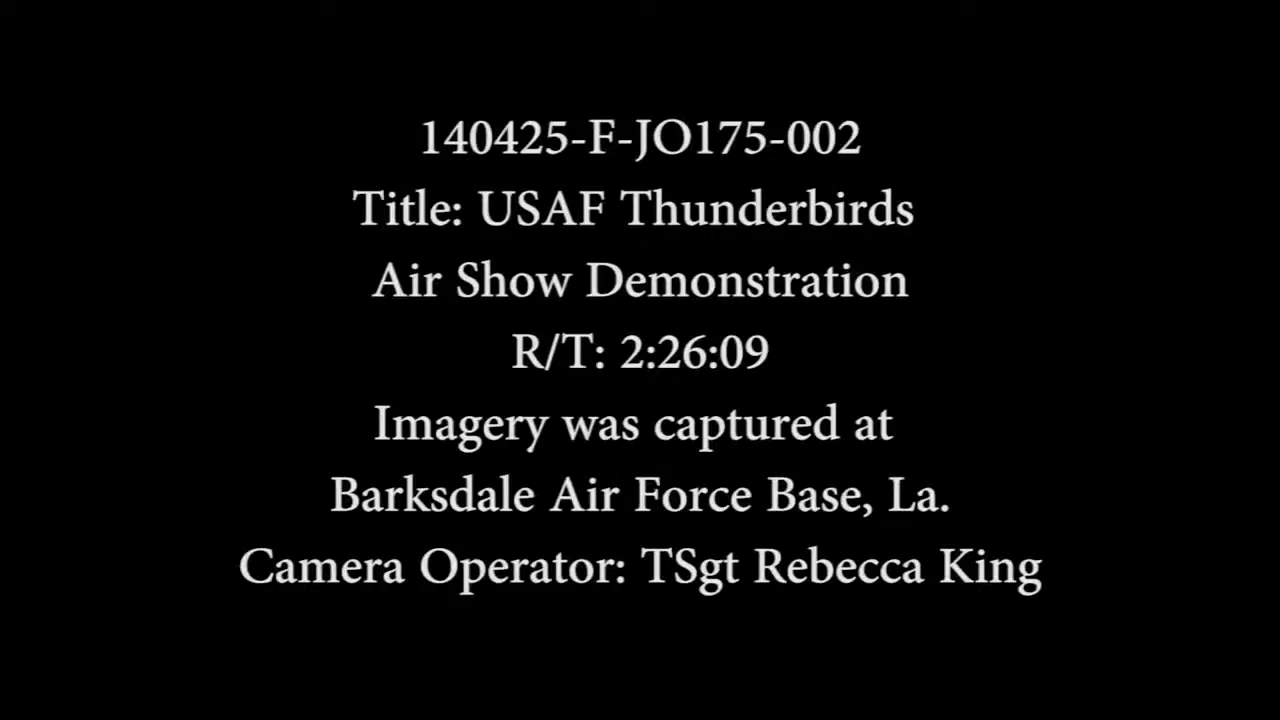 140425-F-JO175-002
Title: USAF Thunderbirds
Air Show Demonstration
R/T: 2:26:09
Imagery was captured at
Barksdale Air Force Base, La.
Camera Operator: TSgt Rebecca King